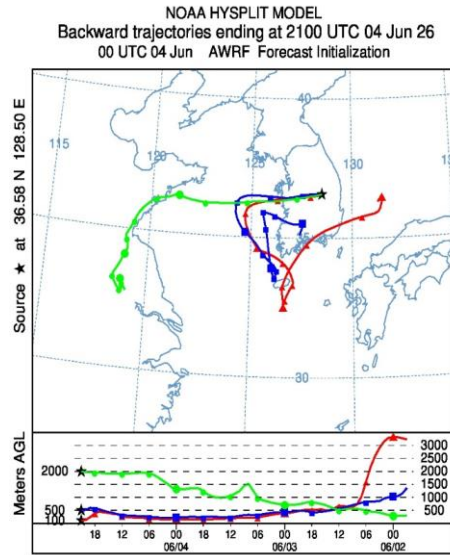 NOAA HYSPLIT MODEL
Backward trajectories ending at 2100 UTC 04 Jun 26
00 UTC 04 Jun AWRF Forecast Initialization
Source ★ at 36.58 N 128.50 E
115
120
125
130
40
35
30
Meters AGL
2000
500
100
3000
2500
2000
1500
1000
500
18 12 06 00 18 12 06 00 18 12 06 00
06/04 06/03 06/02